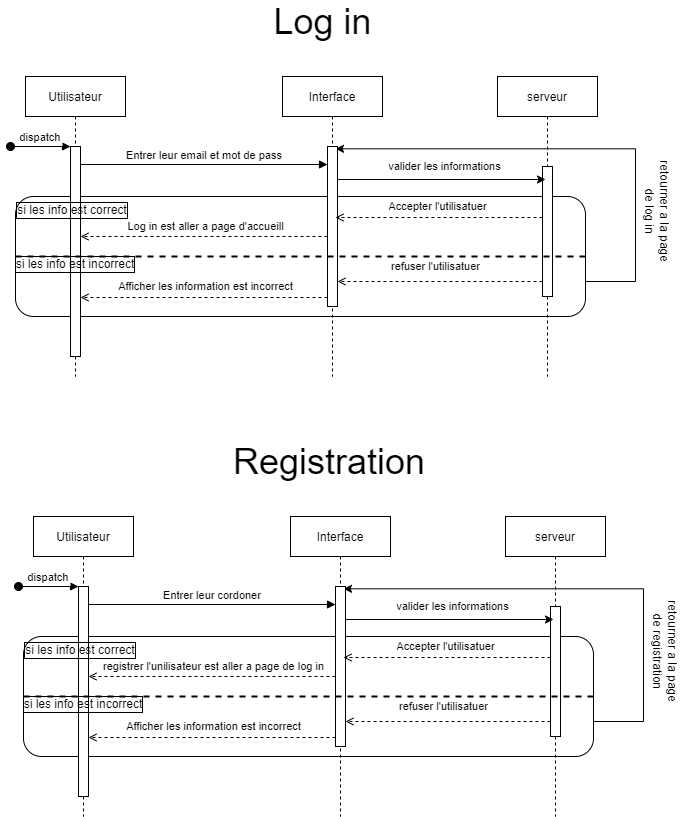 Log in
Utilisateur
Interface
serveur
dispatch
Entrer leur email et mot de pass
valider les informations
retourner a la page
de log in
si les info est correct
Accepter l'utisatuer
Log in est aller a page d'accueill
si les info est incorrect
refuser l'utilisatuer
Afficher les information est incorrect
Registration
Utilisateur
Interface
serveur
dispatch
Entrer leur cordoner
valider les informations
retourner a la page
de registration
si les info est correct
Accepter l'utisatuer
registrer l'unilisateur est aller a page de log in
si les info est incorrect
refuser l'utilisatuer
Afficher les information est incorrect